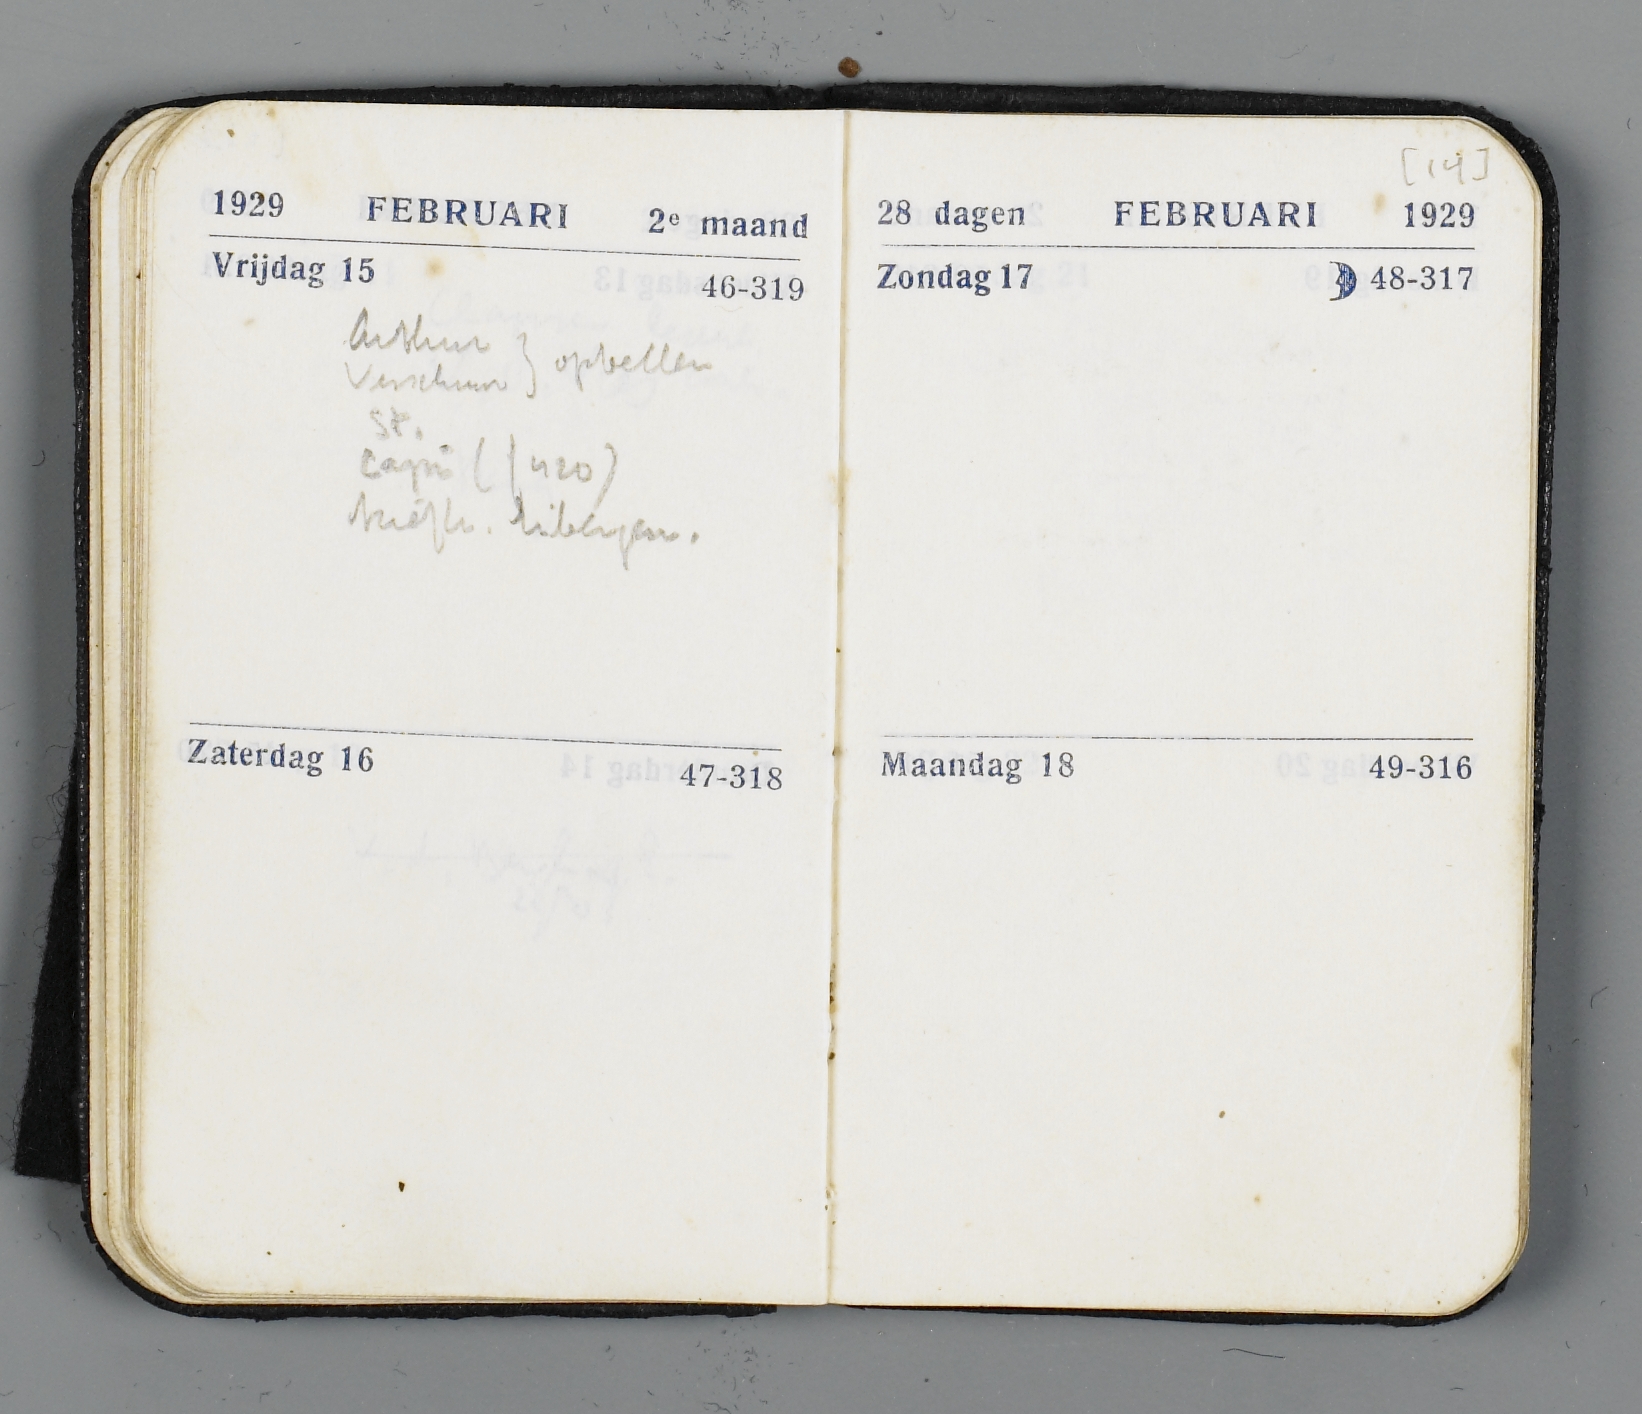 1929 FEBRUARI 2e maand
Vrijdag 15 46-319
Arthur } opbellen
Verschuur
St.
(420)
Zaterdag 16 47-318
[14]
28 dagen FEBRUARI 1929
Zondag 17 48-317
Maandag 18 49-316